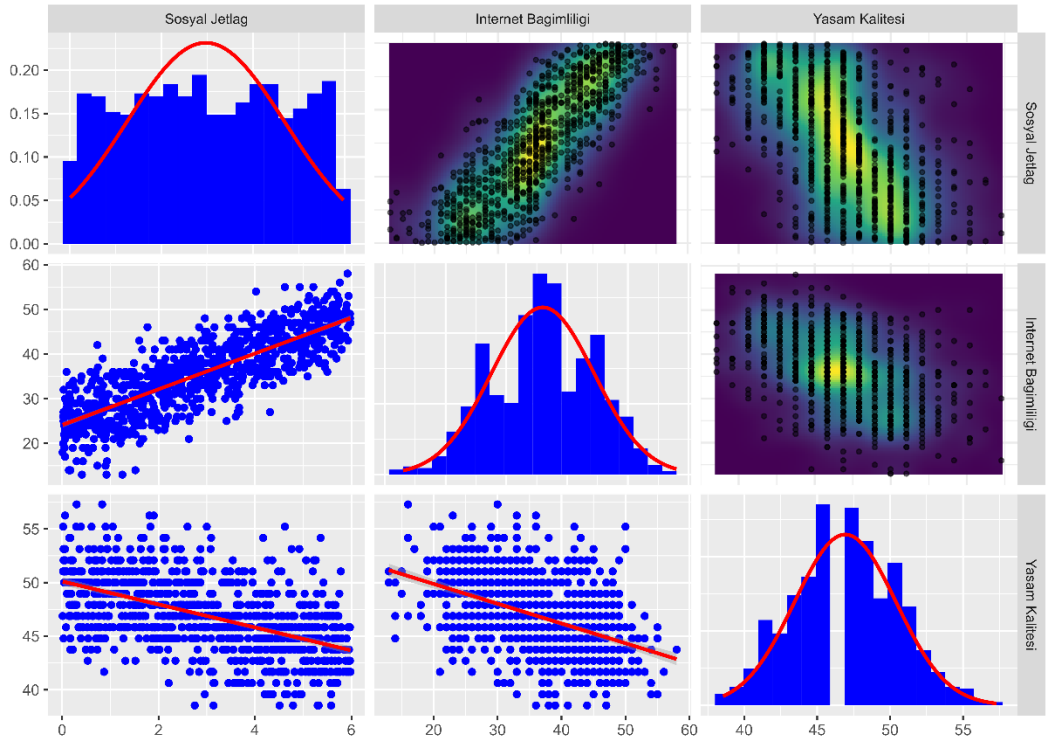 Sosyal Jetlag
Internet Bagimliligi
Yasam Kalitesi
0.20
0.15
0.10
0.05
0.00
Sosyal Jetlag
60
50
40
30
20
Internet Bagimliligi
55
50
45
40
Yasam Kalitesi
0 2 4 6
20 30 40 50 60
40 45 50 55